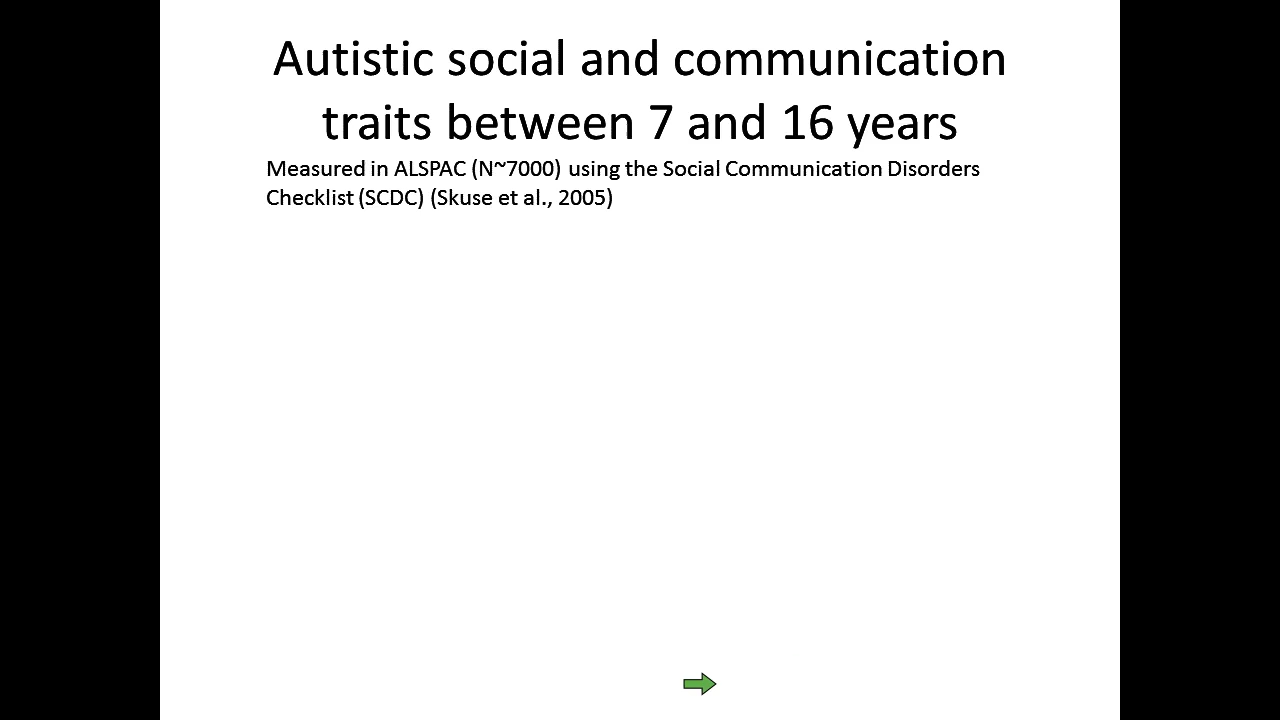 Autistic social and communication
traits between 7 and 16 years
Measured in ALSPAC (N~7000) using the Social Communication Disorders
Checklist (SCDC) (Skuse et al., 2005)